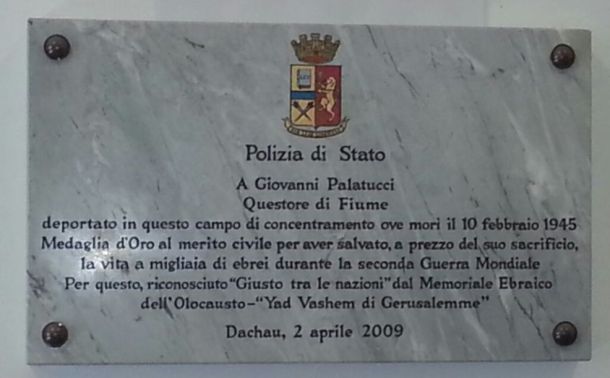 Polizia di Stato
A Giovanni Palatucci
Questore di Fiume
deportato in questo campo di concentramento ove morì il 10 febbraio 1945
Medaglia d'Oro al merito civile per aver salvato, a prezzo del suo sacrificio,
la vita a migliaia di ebrei durante la seconda Guerra Mondiale
Per questo, riconosciuto "Giusto tra le nazioni" dal Memoriale Ebraico
dell'Olocausto-"Yad Vashem di Gerusalemme"
Dachau, 2 aprile 2009